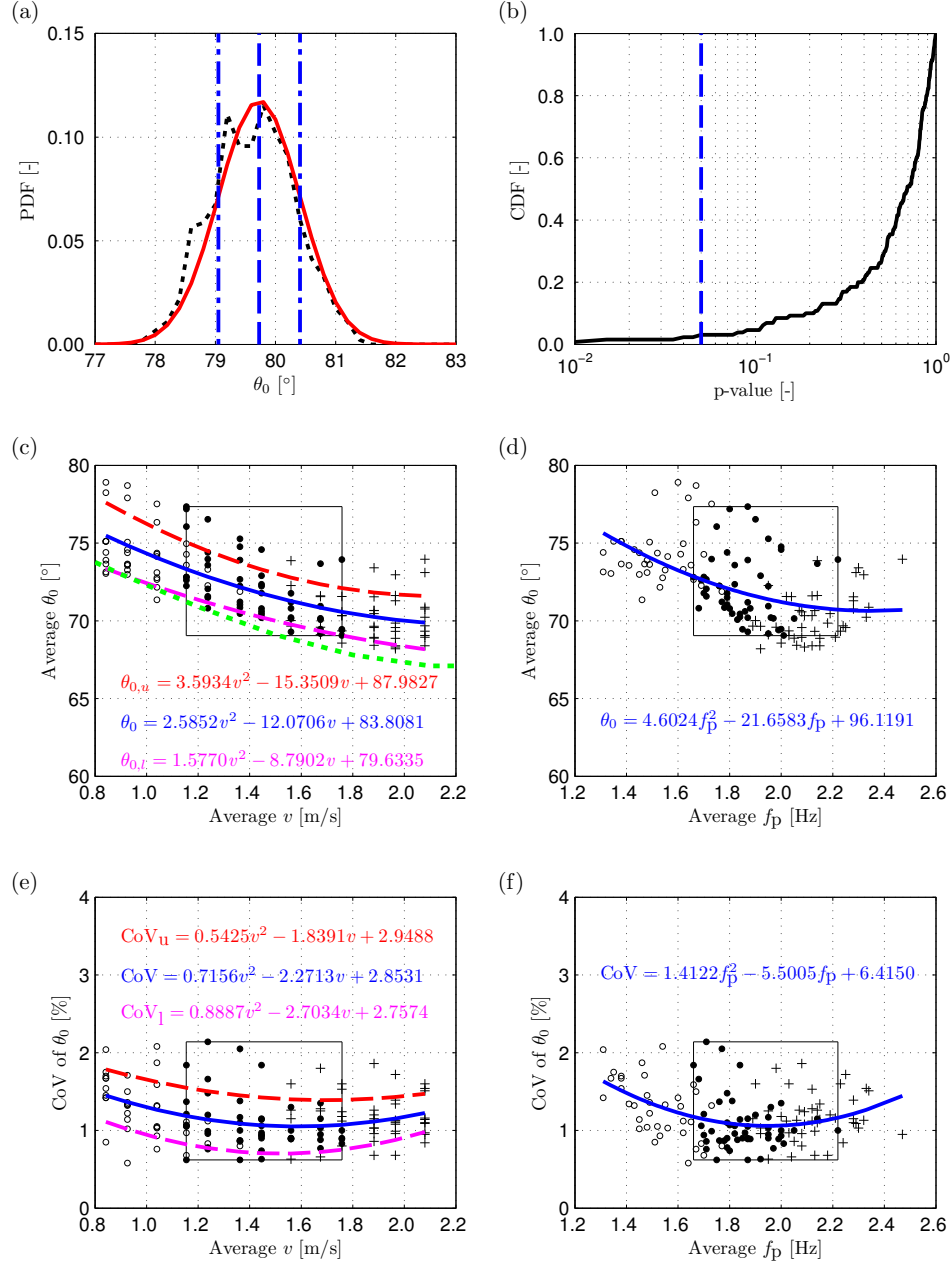 (a)
(b)
0.15
0.10
0.05
0.00
PDF [-]
77 78 79 80 81 82 83
θ₀ [°]
1.0
0.8
0.6
0.4
0.2
0.0
CDF [-]
10⁻² 10⁻¹ 10⁰
p-value [-]
(c)
(d)
80
75
70
65
60
Average θ₀ [°]
θ₀,ᵤ = 3.5934v² − 15.3509v + 87.9827
θ₀ = 2.5852v² − 12.0706v + 83.8081
θ₀,ₗ = 1.5770v² − 8.7902v + 79.6335
0.8 1.0 1.2 1.4 1.6 1.8 2.0 2.2
Average v [m/s]
80
75
70
65
60
Average θ₀ [°]
θ₀ = 4.6024fₚ² − 21.6583fₚ + 96.1191
1.2 1.4 1.6 1.8 2.0 2.2 2.4 2.6
Average fₚ [Hz]
(e)
(f)
4
3
2
1
0
CoV of θ₀ [%]
CoVᵤ = 0.5425v² − 1.8391v + 2.9488
CoV = 0.7156v² − 2.2713v + 2.8531
CoVₗ = 0.8887v² − 2.7034v + 2.7574
0.8 1.0 1.2 1.4 1.6 1.8 2.0 2.2
Average v [m/s]
4
3
2
1
0
CoV of θ₀ [%]
CoV = 1.4122fₚ² − 5.5005fₚ + 6.4150
1.2 1.4 1.6 1.8 2.0 2.2 2.4 2.6
Average fₚ [Hz]